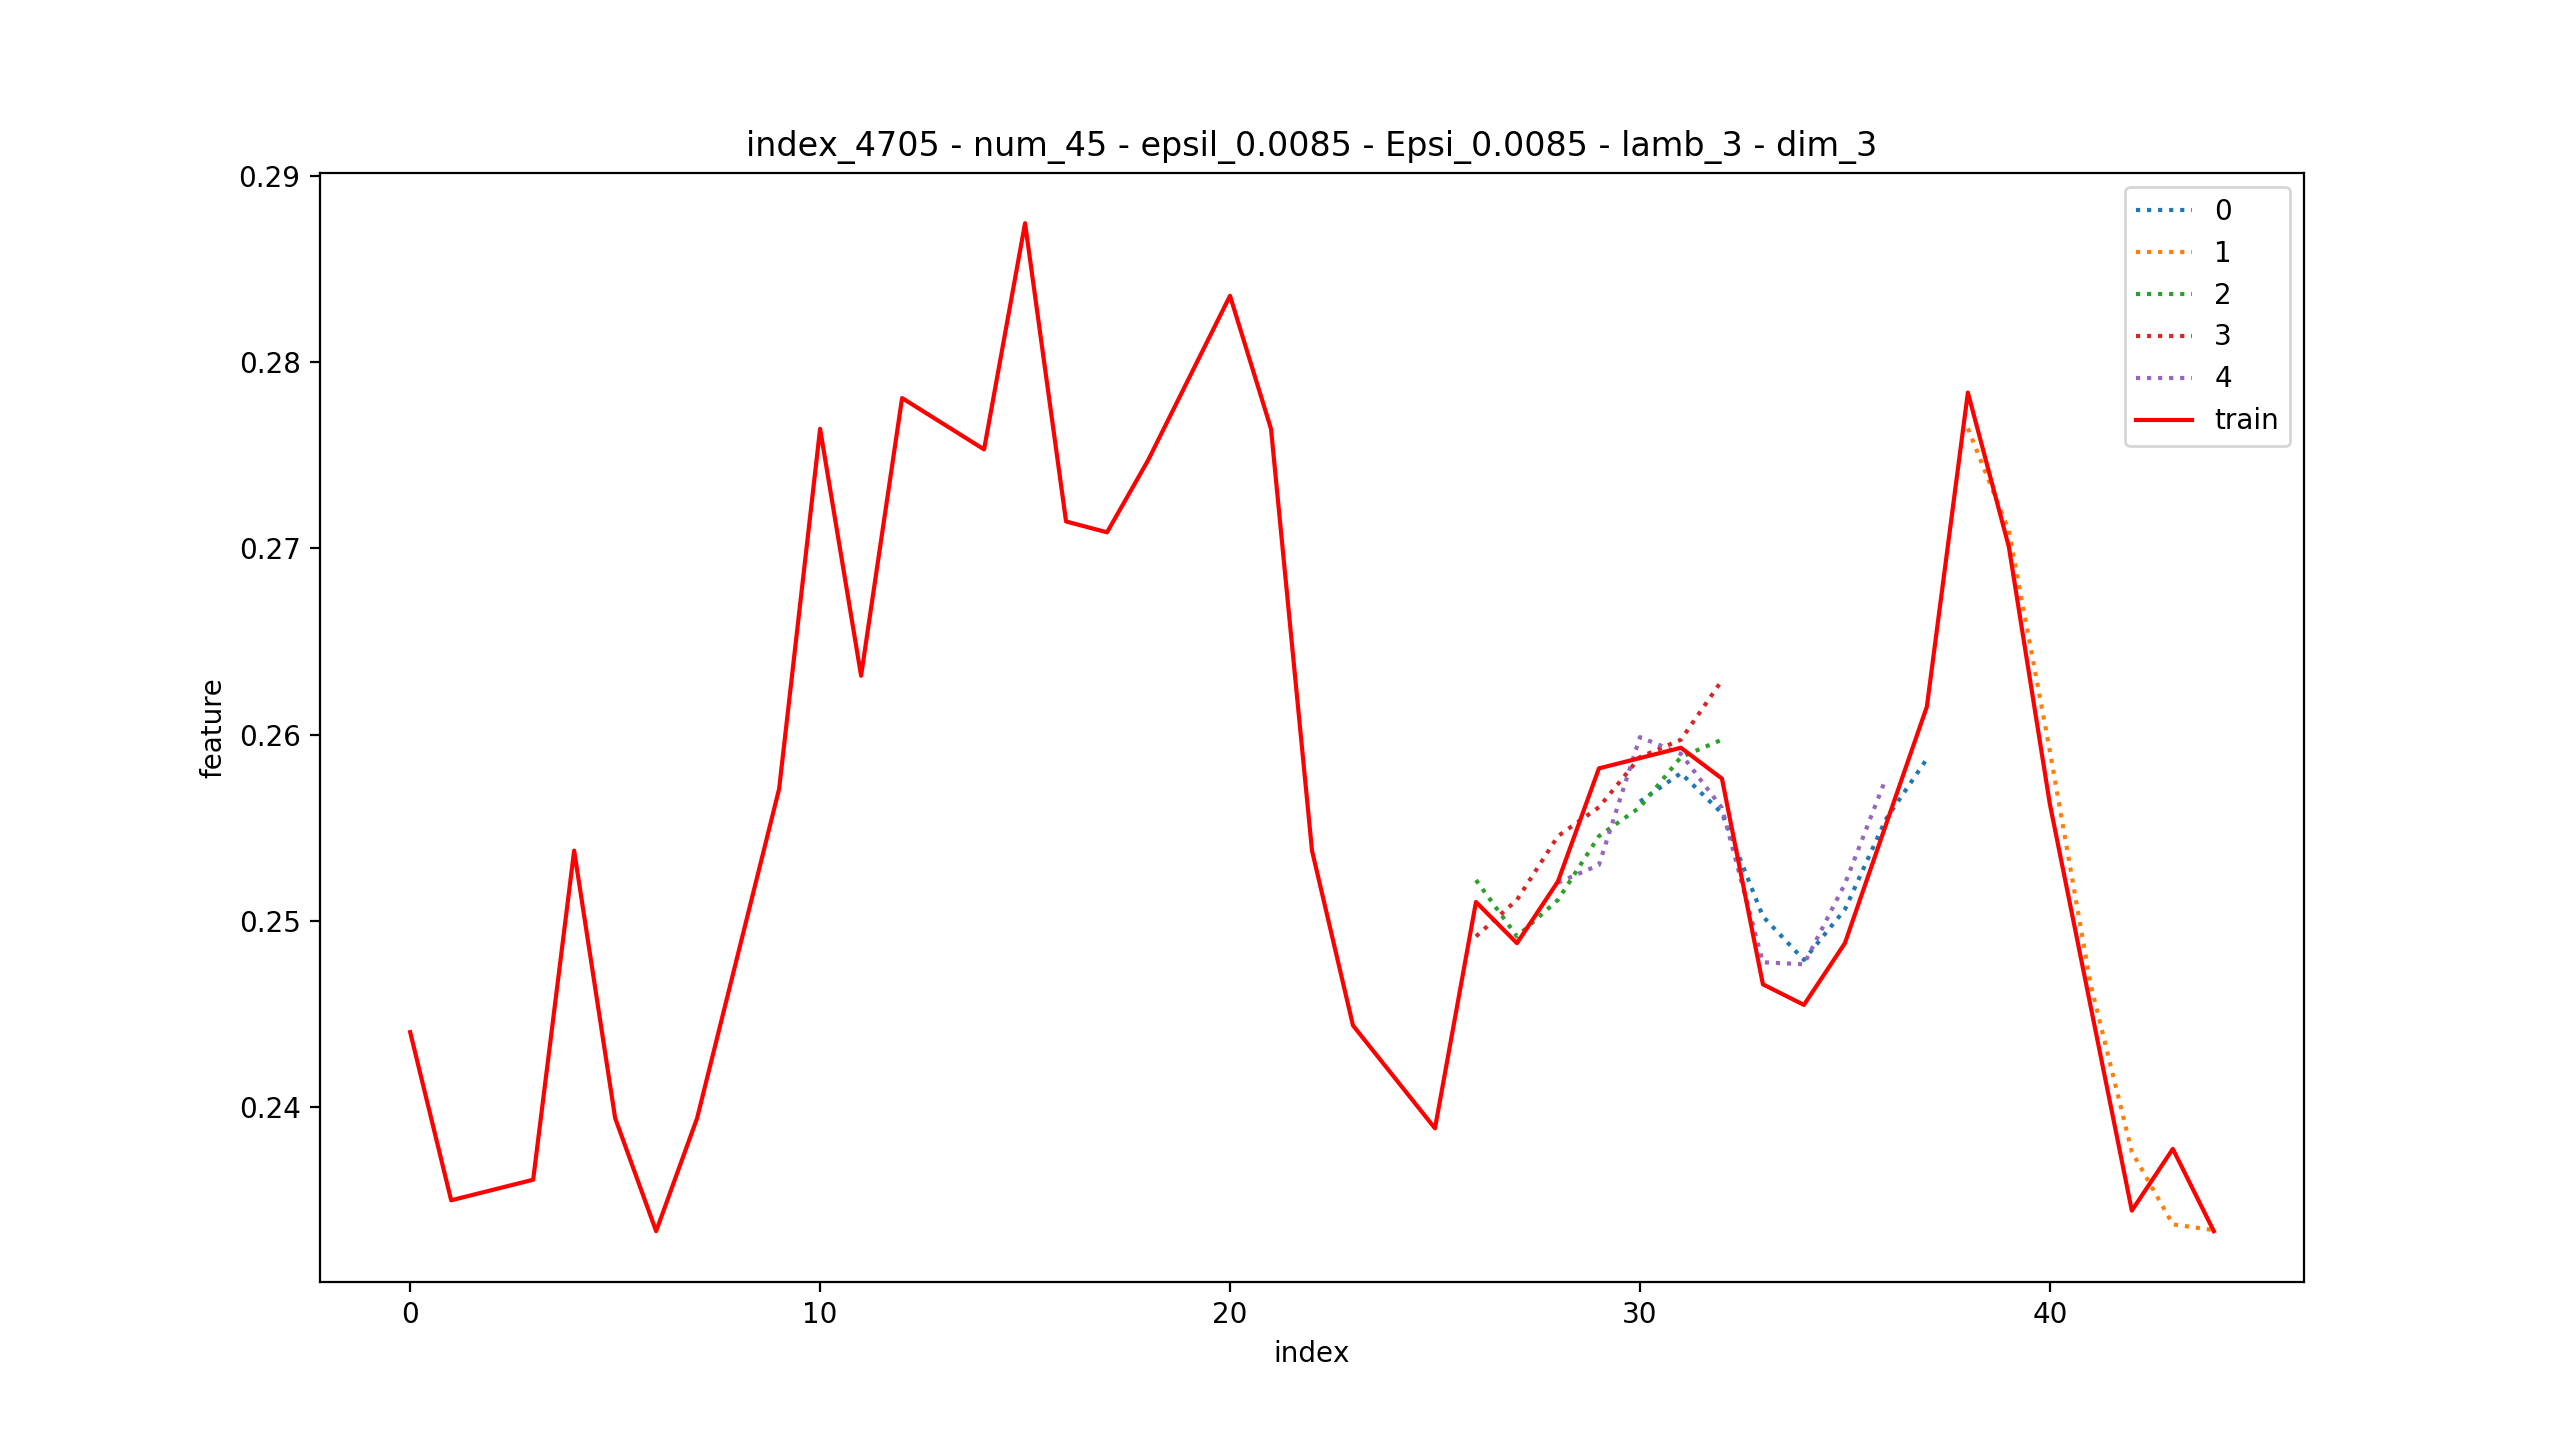 index_4705 - num_45 - epsil_0.0085 - Epsi_0.0085 - lamb_3 - dim_3
0.29
0.28
0.27
0.26
0.25
0.24
feature
0
1
2
3
4
train
0 10 20 30 40
index